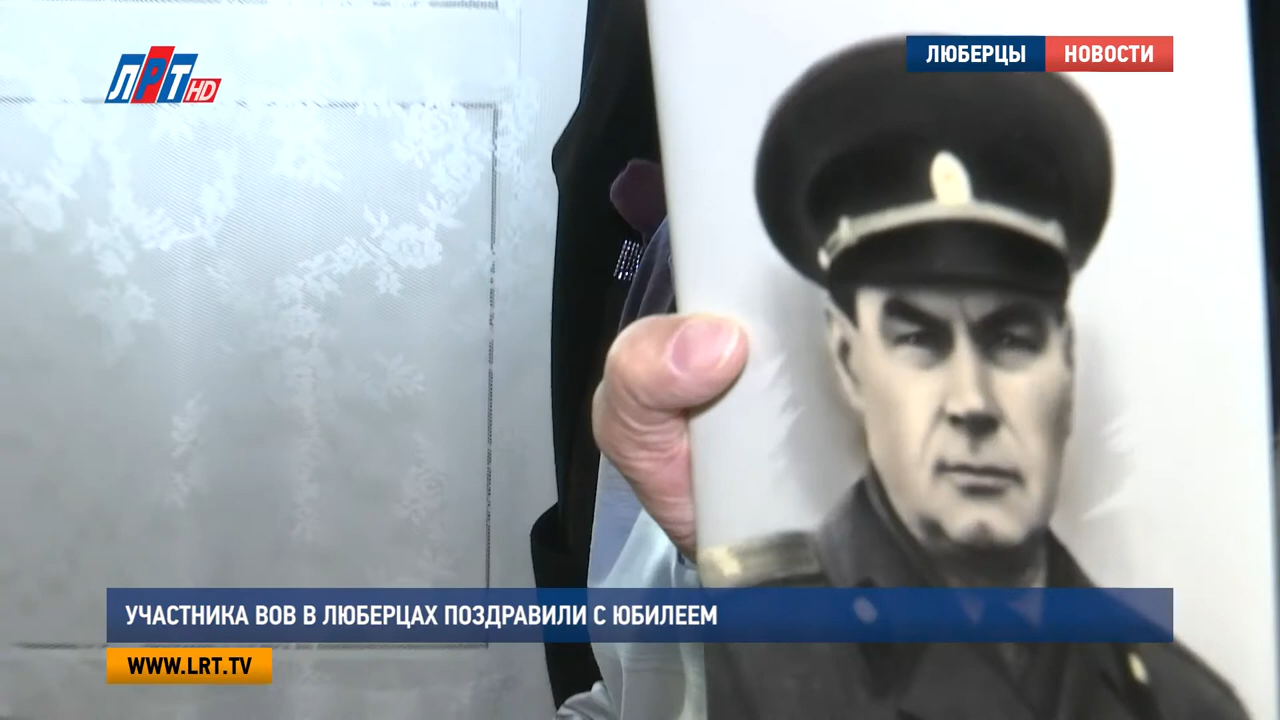 ЛРТ HD
ЛЮБЕРЦЫ НОВОСТИ
УЧАСТНИКА ВОВ В ЛЮБЕРЦАХ ПОЗДРАВИЛИ С ЮБИЛЕЕМ
WWW.LRT.TV